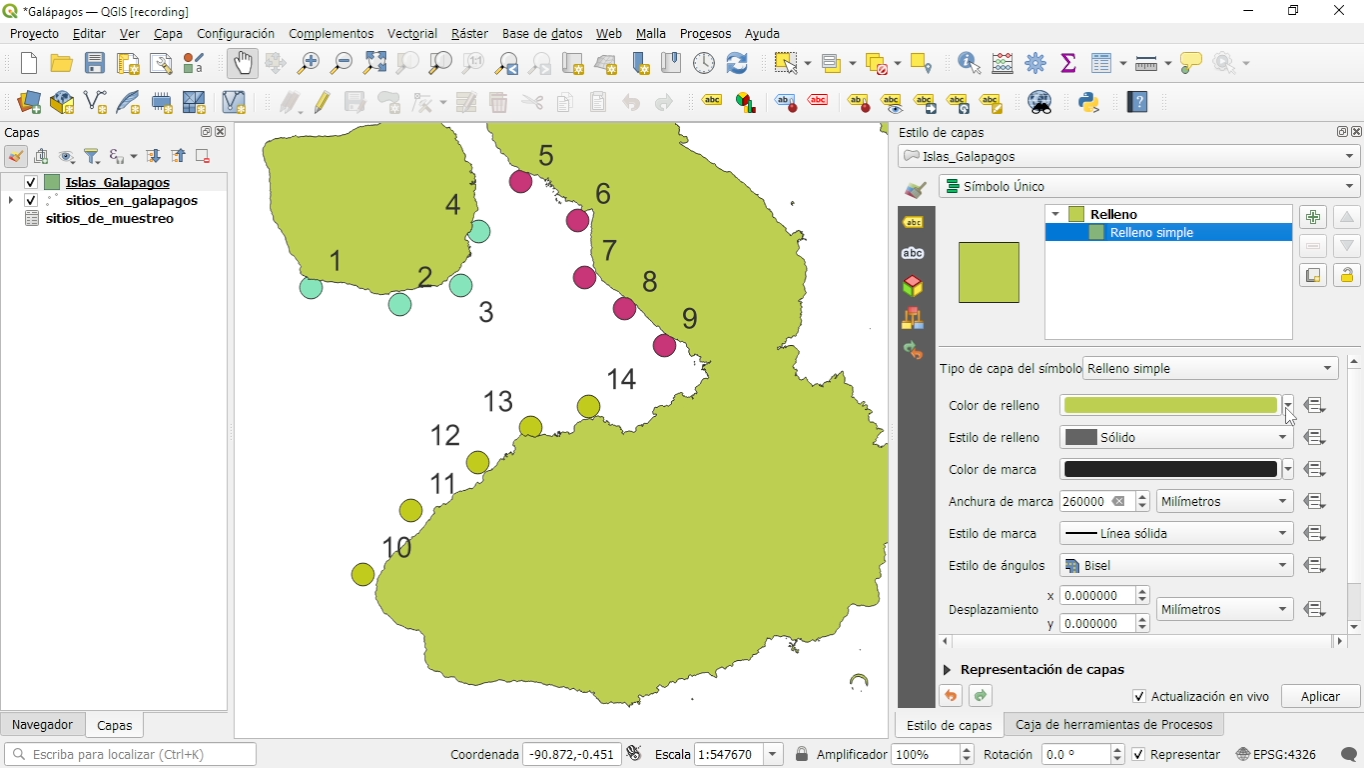 *Galápagos — QGIS [recording]
Proyecto Editar Ver Capa Configuración Complementos Vectorial Ráster Base de datos Web Malla Procesos Ayuda
Capas
Islas_Galapagos
sitios_en_galapagos
sitios_de_muestreo
Navegador Capas
5
4
6
7
1
2
8
3
9
14
13
12
11
10
Estilo de capas
Islas_Galapagos
Símbolo Único
Relleno
Relleno simple
Tipo de capa del símbolo Relleno simple
Color de relleno
Estilo de relleno Sólido
Color de marca
Anchura de marca 260000 Milímetros
Estilo de marca Línea sólida
Estilo de ángulos Bisel
x 0.000000
Desplazamiento Milímetros
y 0.000000
Representación de capas
Actualización en vivo Aplicar
Estilo de capas Caja de herramientas de Procesos
Escriba para localizar (Ctrl+K) Coordenada -90.872,-0.451 Escala 1:547670 Amplificador 100% Rotación 0.0 ° Representar EPSG:4326